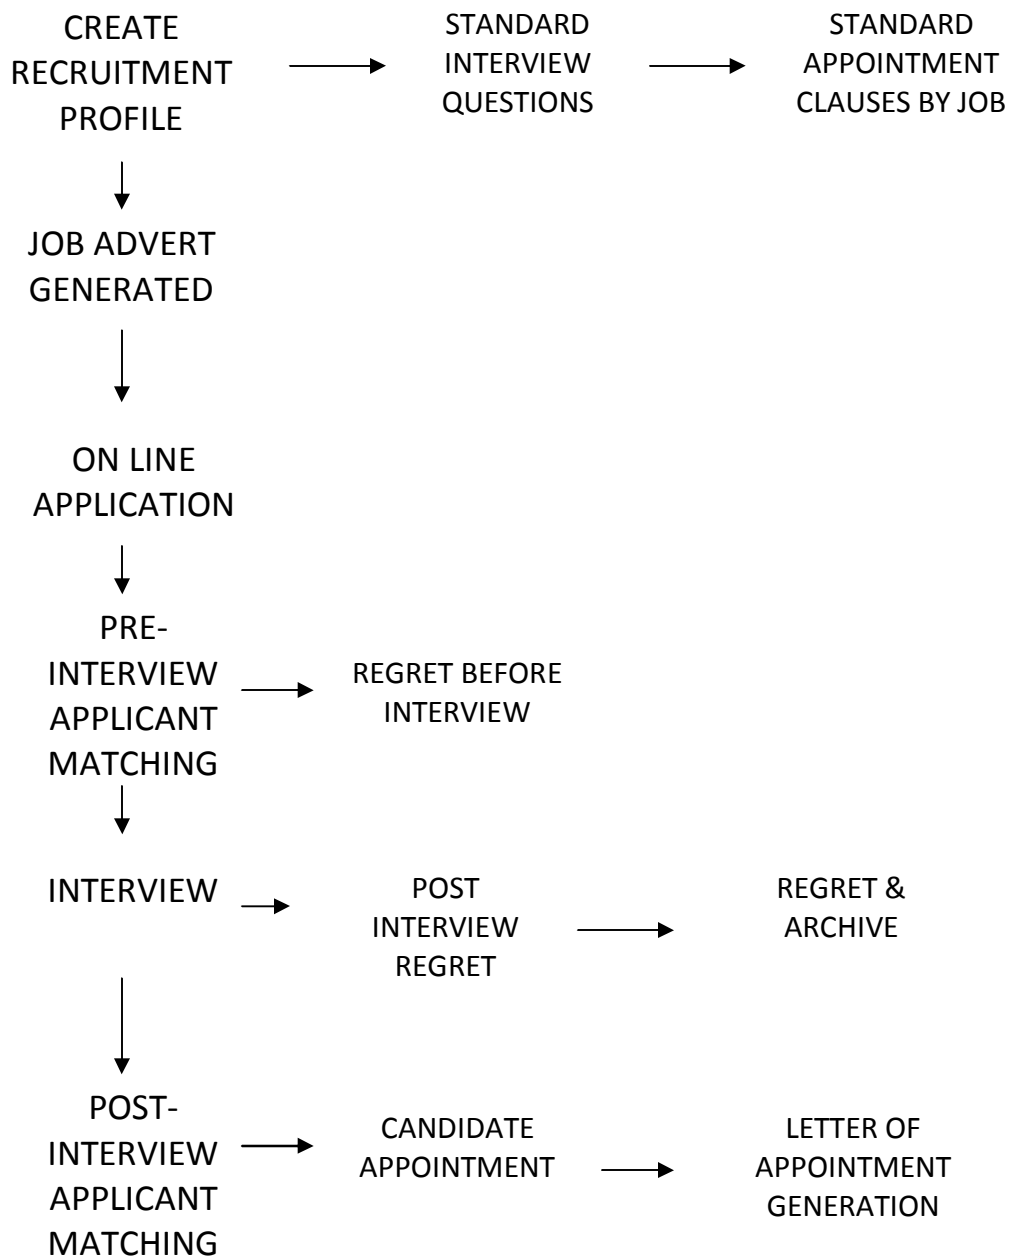 CREATE
RECRUITMENT
PROFILE
STANDARD
INTERVIEW
QUESTIONS
STANDARD
APPOINTMENT
CLAUSES BY JOB
JOB ADVERT
GENERATED
ON LINE
APPLICATION
PRE-
INTERVIEW
APPLICANT
MATCHING
REGRET BEFORE
INTERVIEW
INTERVIEW
POST
INTERVIEW
REGRET
REGRET &
ARCHIVE
POST-
INTERVIEW
APPLICANT
MATCHING
CANDIDATE
APPOINTMENT
LETTER OF
APPOINTMENT
GENERATION